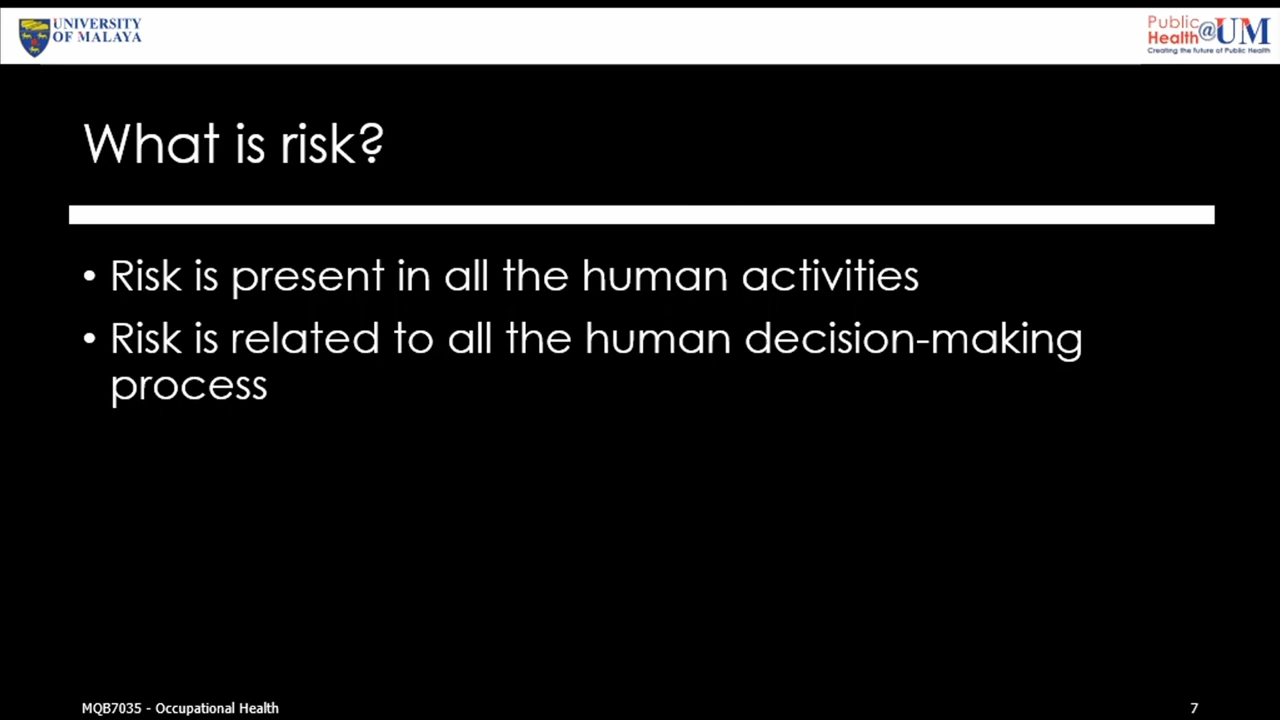 UNIVERSITY
OF MALAYA
Public
Health@UM
Creating the future of Public Health
What is risk?
• Risk is present in all the human activities
• Risk is related to all the human decision-making
process
MQB7035 - Occupational Health
7